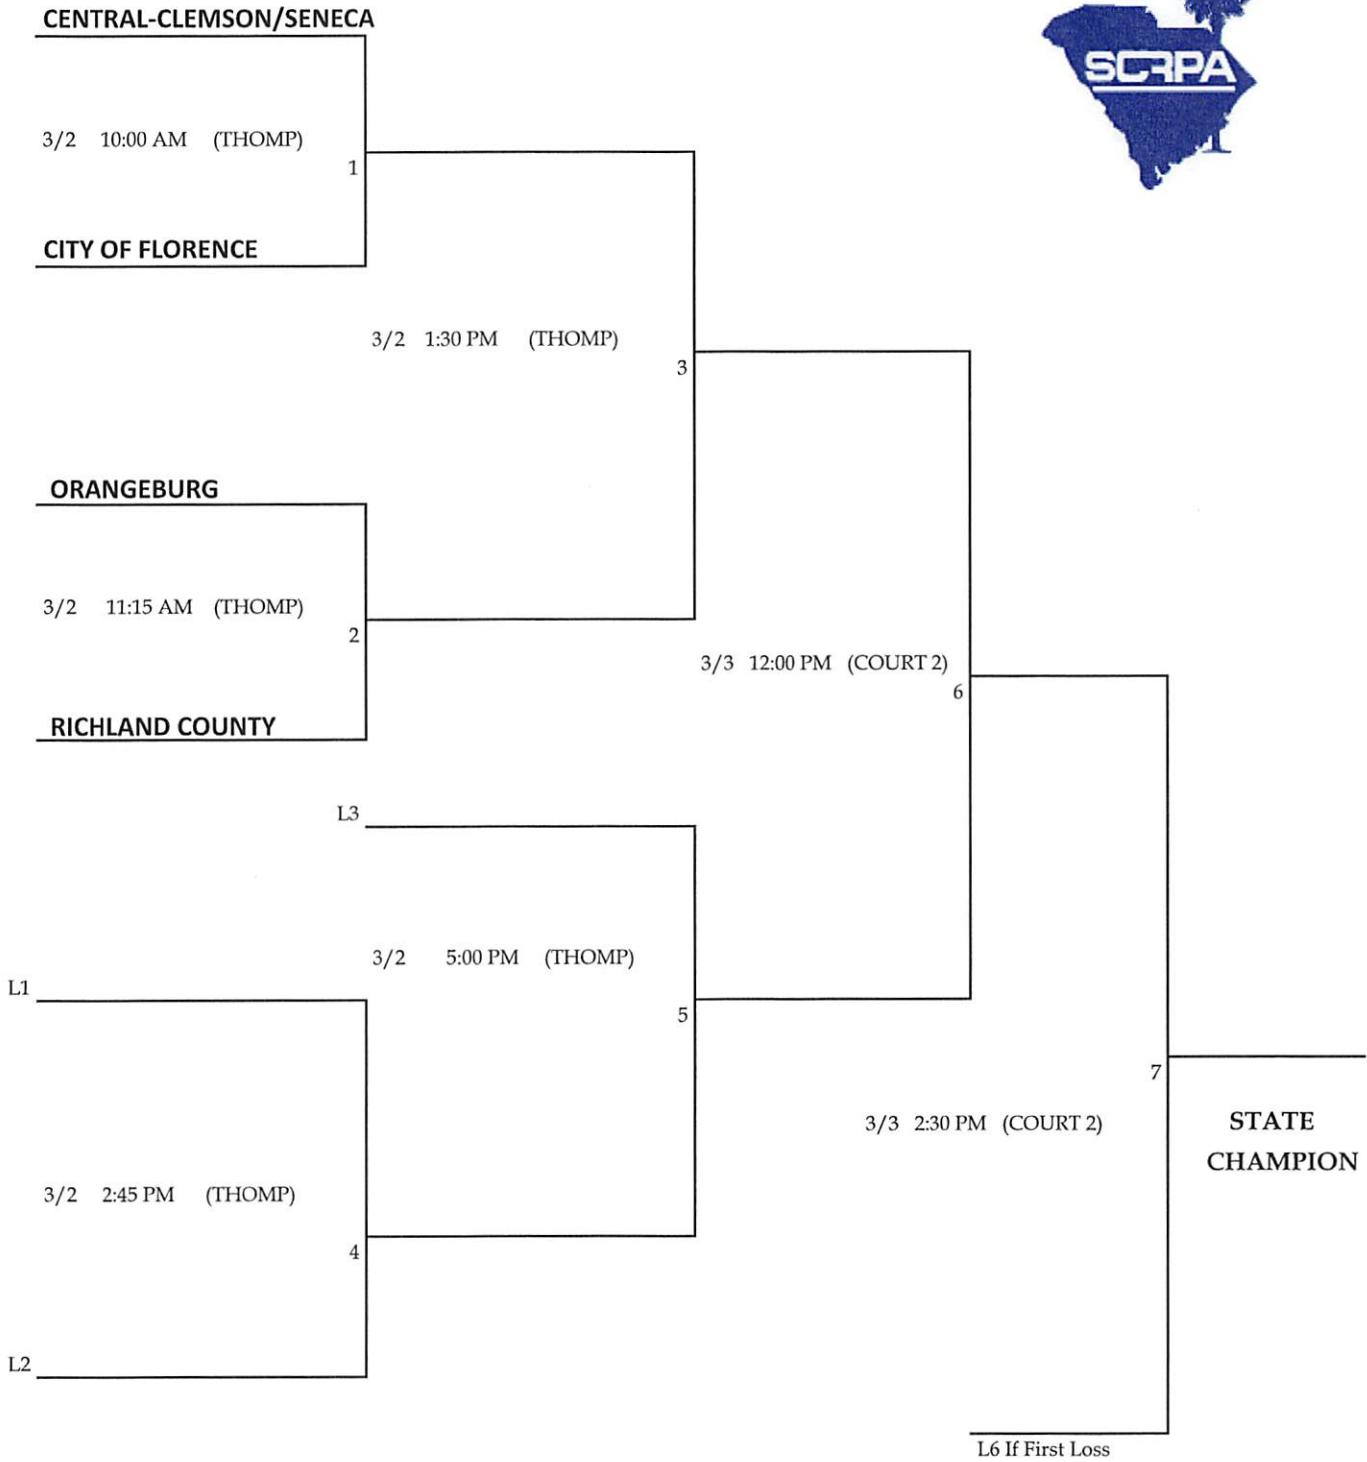 CENTRAL-CLEMSON/SENECA
SCRPA
3/2 10:00 AM (THOMP)
1
CITY OF FLORENCE
3/2 1:30 PM (THOMP)
3
ORANGEBURG
3/2 11:15 AM (THOMP)
2
3/3 12:00 PM (COURT 2)
6
RICHLAND COUNTY
L3
3/2 5:00 PM (THOMP)
L1
5
7
3/3 2:30 PM (COURT 2)
STATE
CHAMPION
3/2 2:45 PM (THOMP)
4
L2
L6 If First Loss